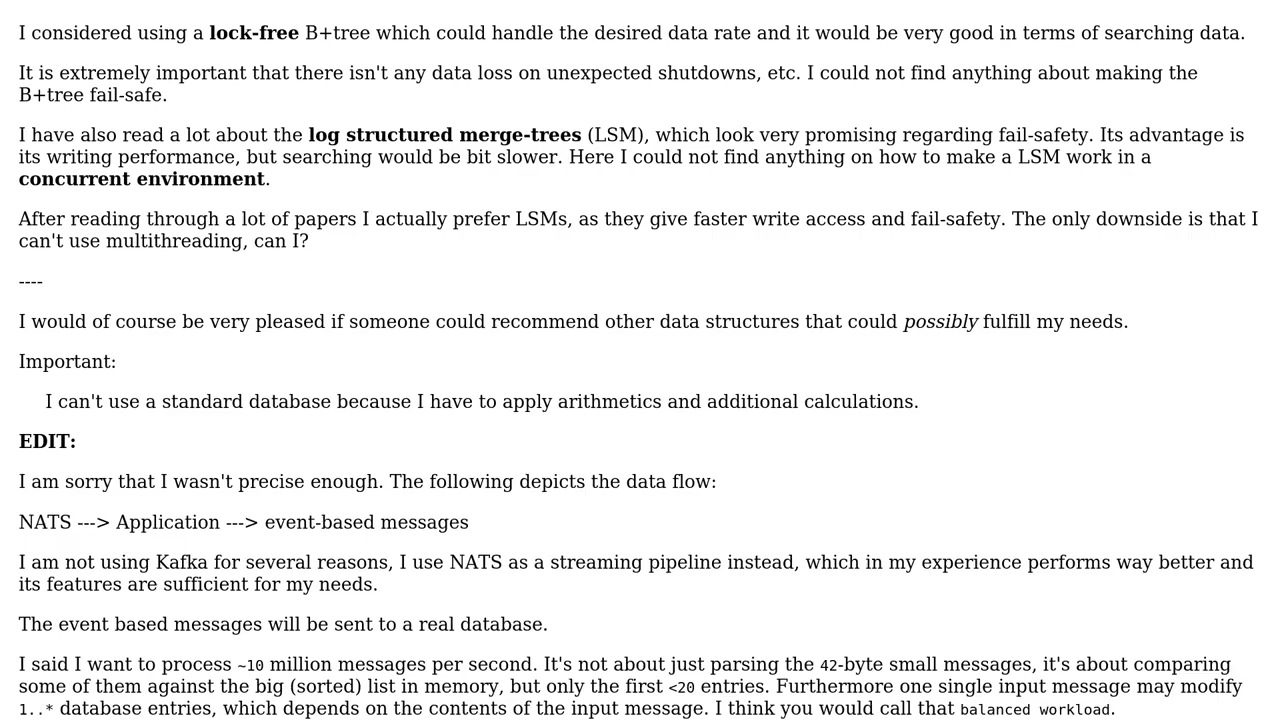 I considered using a lock-free B+tree which could handle the desired data rate and it would be very good in terms of searching data.
It is extremely important that there isn't any data loss on unexpected shutdowns, etc. I could not find anything about making the
B+tree fail-safe.
I have also read a lot about the log structured merge-trees (LSM), which look very promising regarding fail-safety. Its advantage is
its writing performance, but searching would be bit slower. Here I could not find anything on how to make a LSM work in a
concurrent environment.
After reading through a lot of papers I actually prefer LSMs, as they give faster write access and fail-safety. The only downside is that I
can't use multithreading, can I?
----
I would of course be very pleased if someone could recommend other data structures that could possibly fulfill my needs.
Important:
I can't use a standard database because I have to apply arithmetics and additional calculations.
EDIT:
I am sorry that I wasn't precise enough. The following depicts the data flow:
NATS ---> Application ---> event-based messages
I am not using Kafka for several reasons, I use NATS as a streaming pipeline instead, which in my experience performs way better and
its features are sufficient for my needs.
The event based messages will be sent to a real database.
I said I want to process ~10 million messages per second. It's not about just parsing the 42-byte small messages, it's about comparing
some of them against the big (sorted) list in memory, but only the first <20 entries. Furthermore one single input message may modify
1..* database entries, which depends on the contents of the input message. I think you would call that balanced workload.